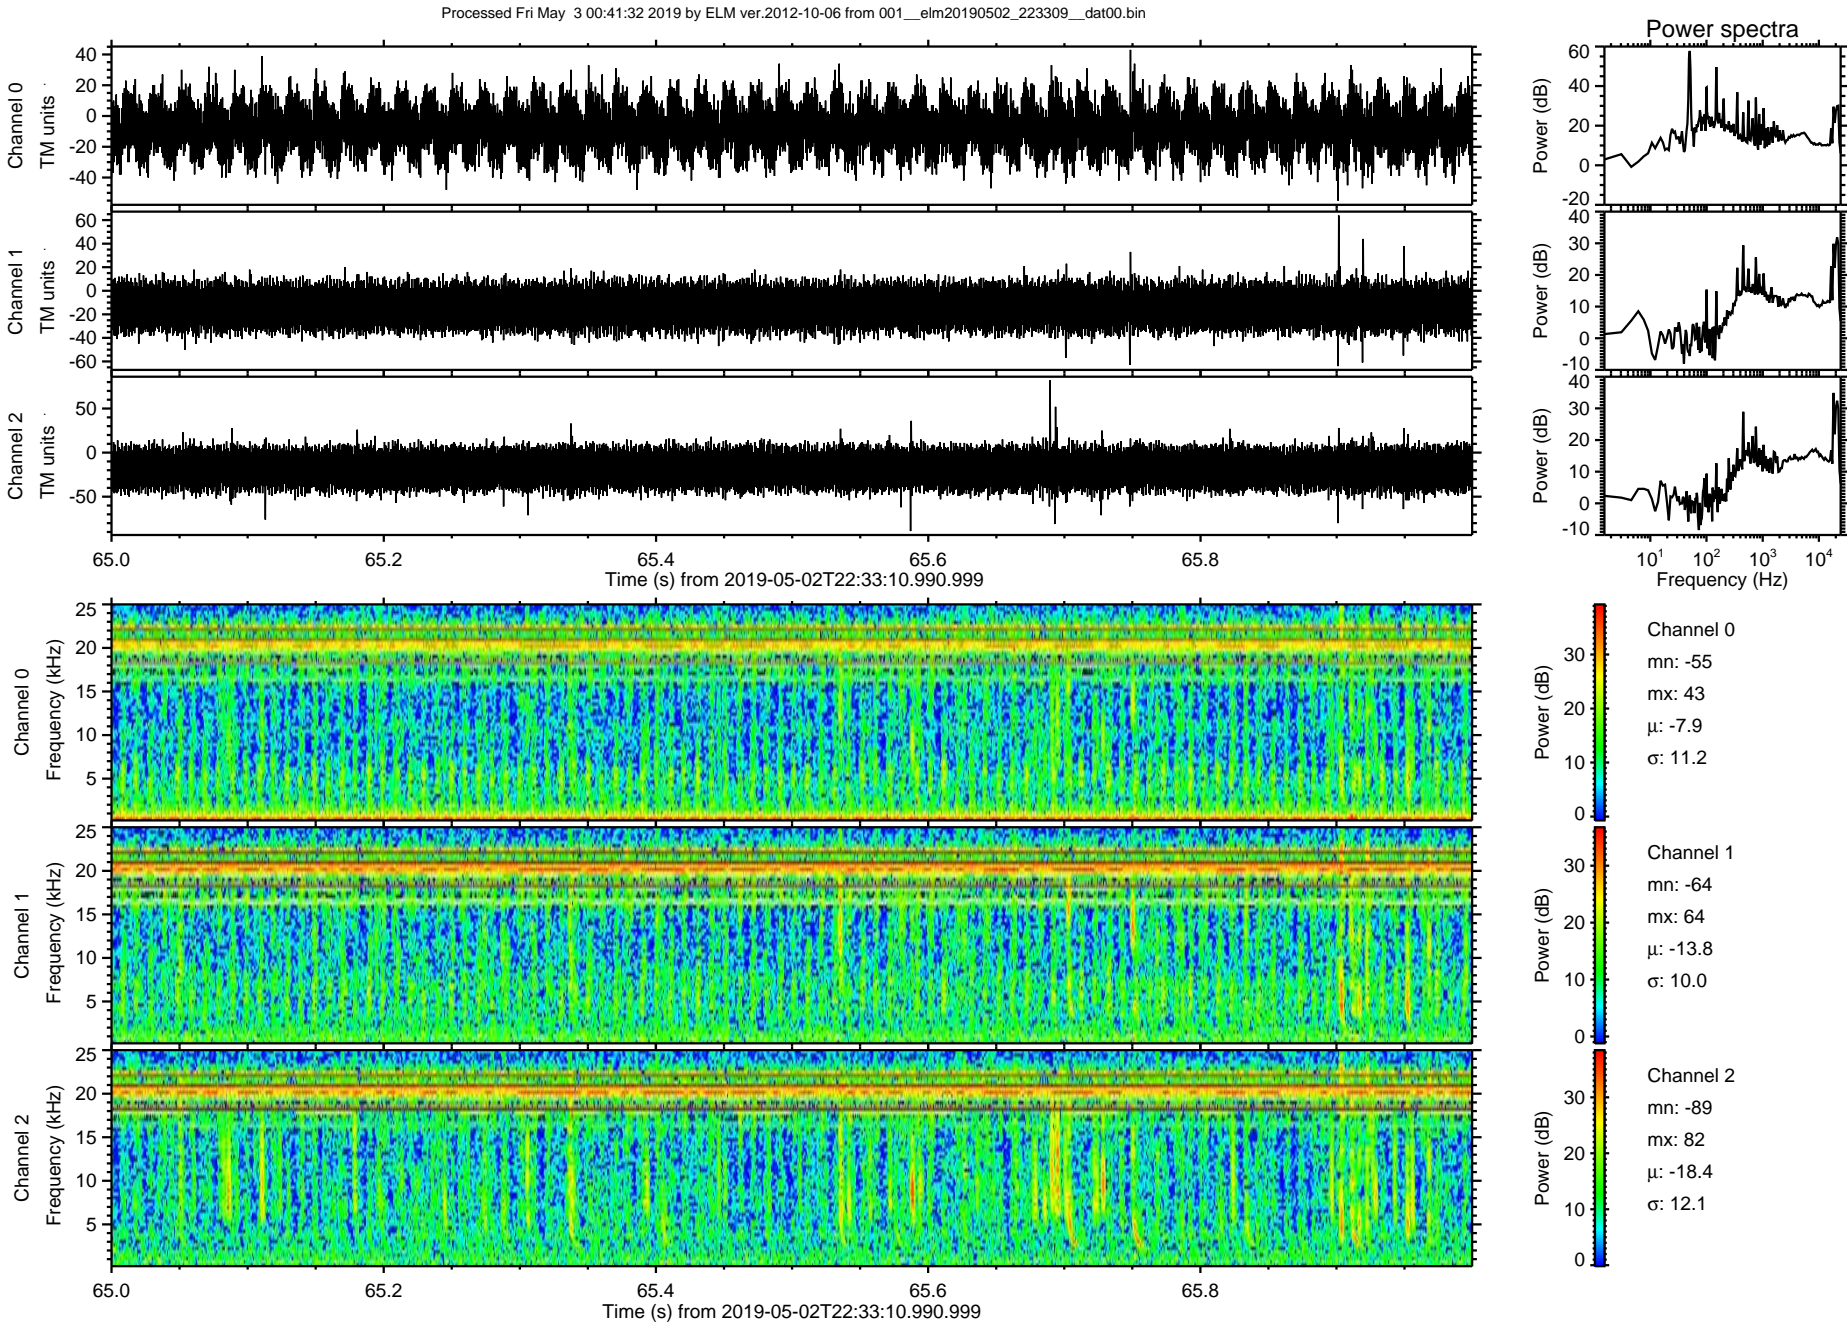 Processed Fri May  3 00:41:32 2019 by ELM ver.2012-10-06 from 001__elm20190502_223309__dat00.bin
Power spectra
Channel 0
TM units
40
20
0
-20
-40
Power (dB)
60
40
20
0
-20
Channel 1
TM units
60
40
20
0
-20
-40
-60
Power (dB)
40
30
20
10
0
-10
Channel 2
TM units
50
0
-50
Power (dB)
40
30
20
10
0
-10
65.0 65.2 65.4 65.6 65.8
Time (s) from 2019-05-02T22:33:10.990.999
10^1 10^2 10^3 10^4
Frequency (Hz)
Channel 0
Frequency (kHz)
25
20
15
10
5
Power (dB)
30
20
10
0
Channel 0
mn: -55
mx: 43
μ: -7.9
σ: 11.2
Channel 1
Frequency (kHz)
25
20
15
10
5
Power (dB)
30
20
10
0
Channel 1
mn: -64
mx: 64
μ: -13.8
σ: 10.0
Channel 2
Frequency (kHz)
25
20
15
10
5
Power (dB)
30
20
10
0
Channel 2
mn: -89
mx: 82
μ: -18.4
σ: 12.1
65.0 65.2 65.4 65.6 65.8
Time (s) from 2019-05-02T22:33:10.990.999